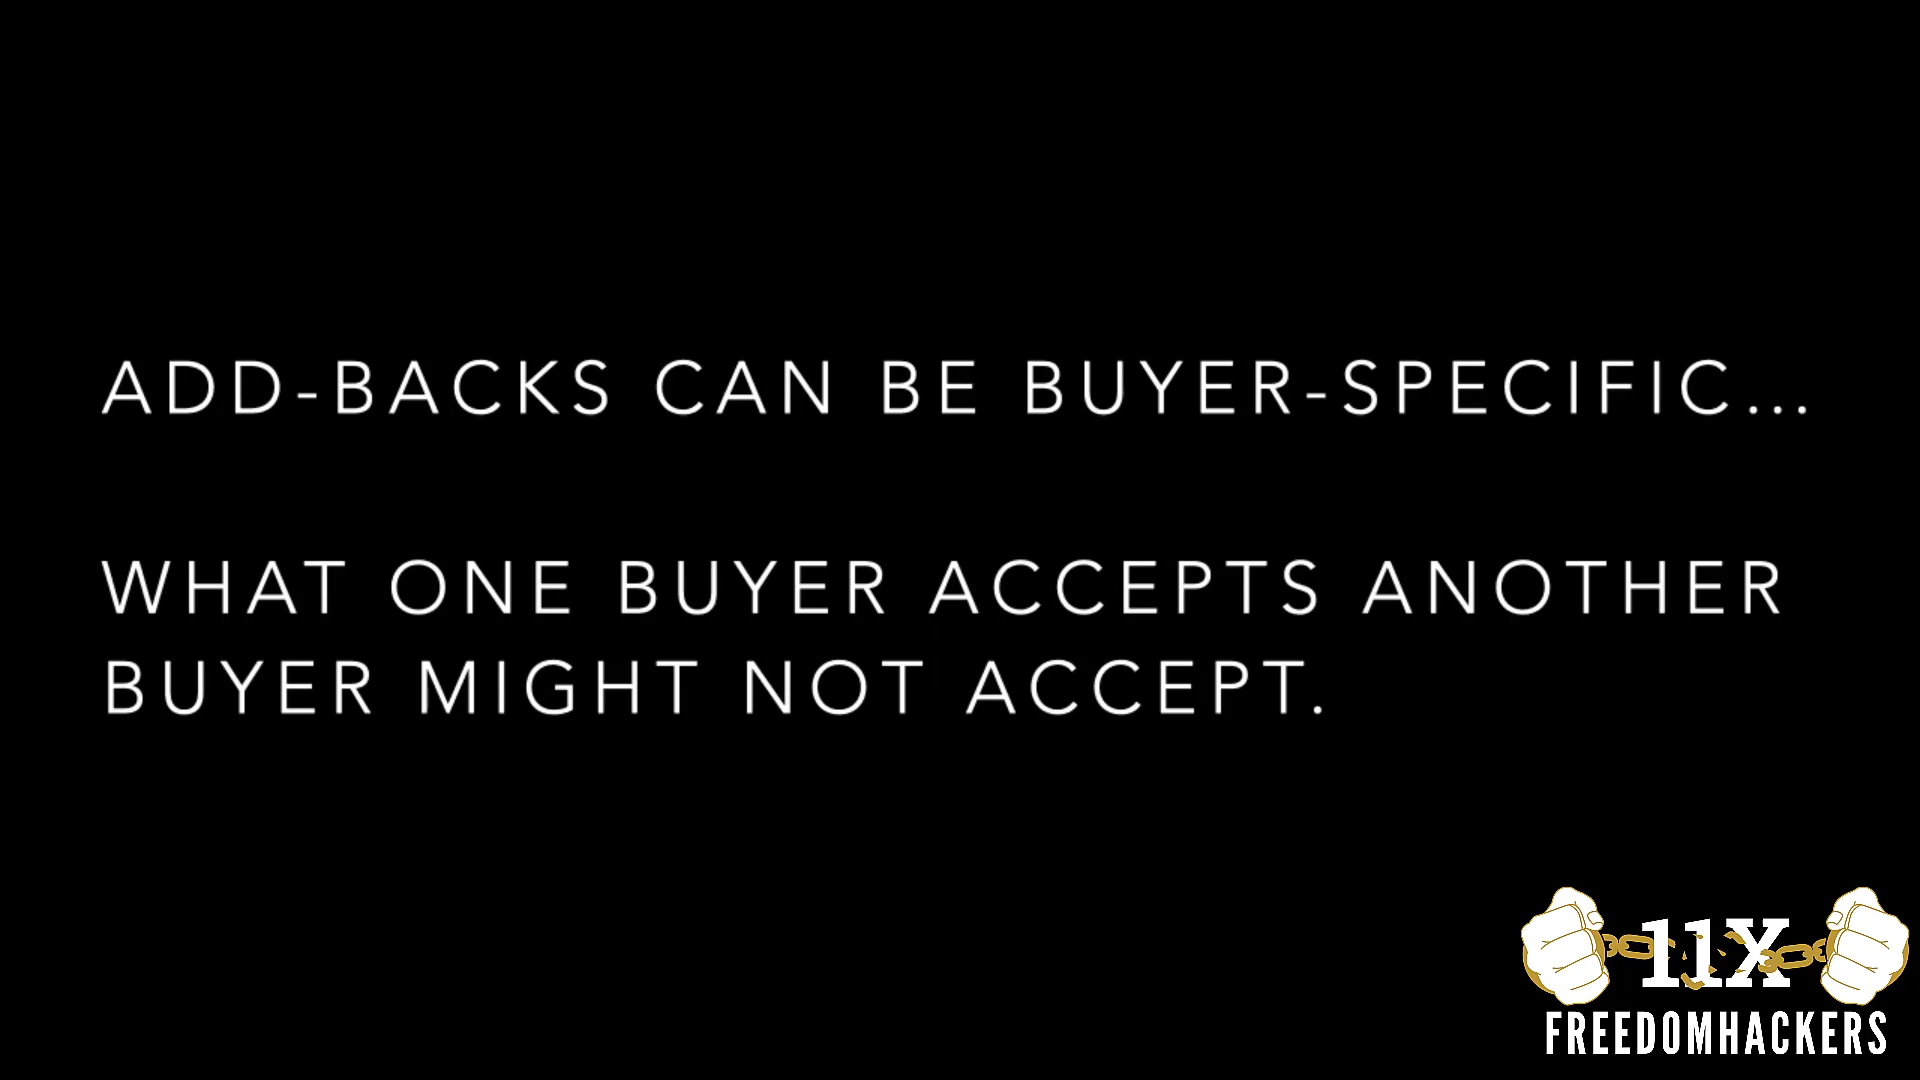 ADD-BACKS CAN BE BUYER-SPECIFIC...
WHAT ONE BUYER ACCEPTS ANOTHER
BUYER MIGHT NOT ACCEPT.
11X
FREEDOMHACKERS